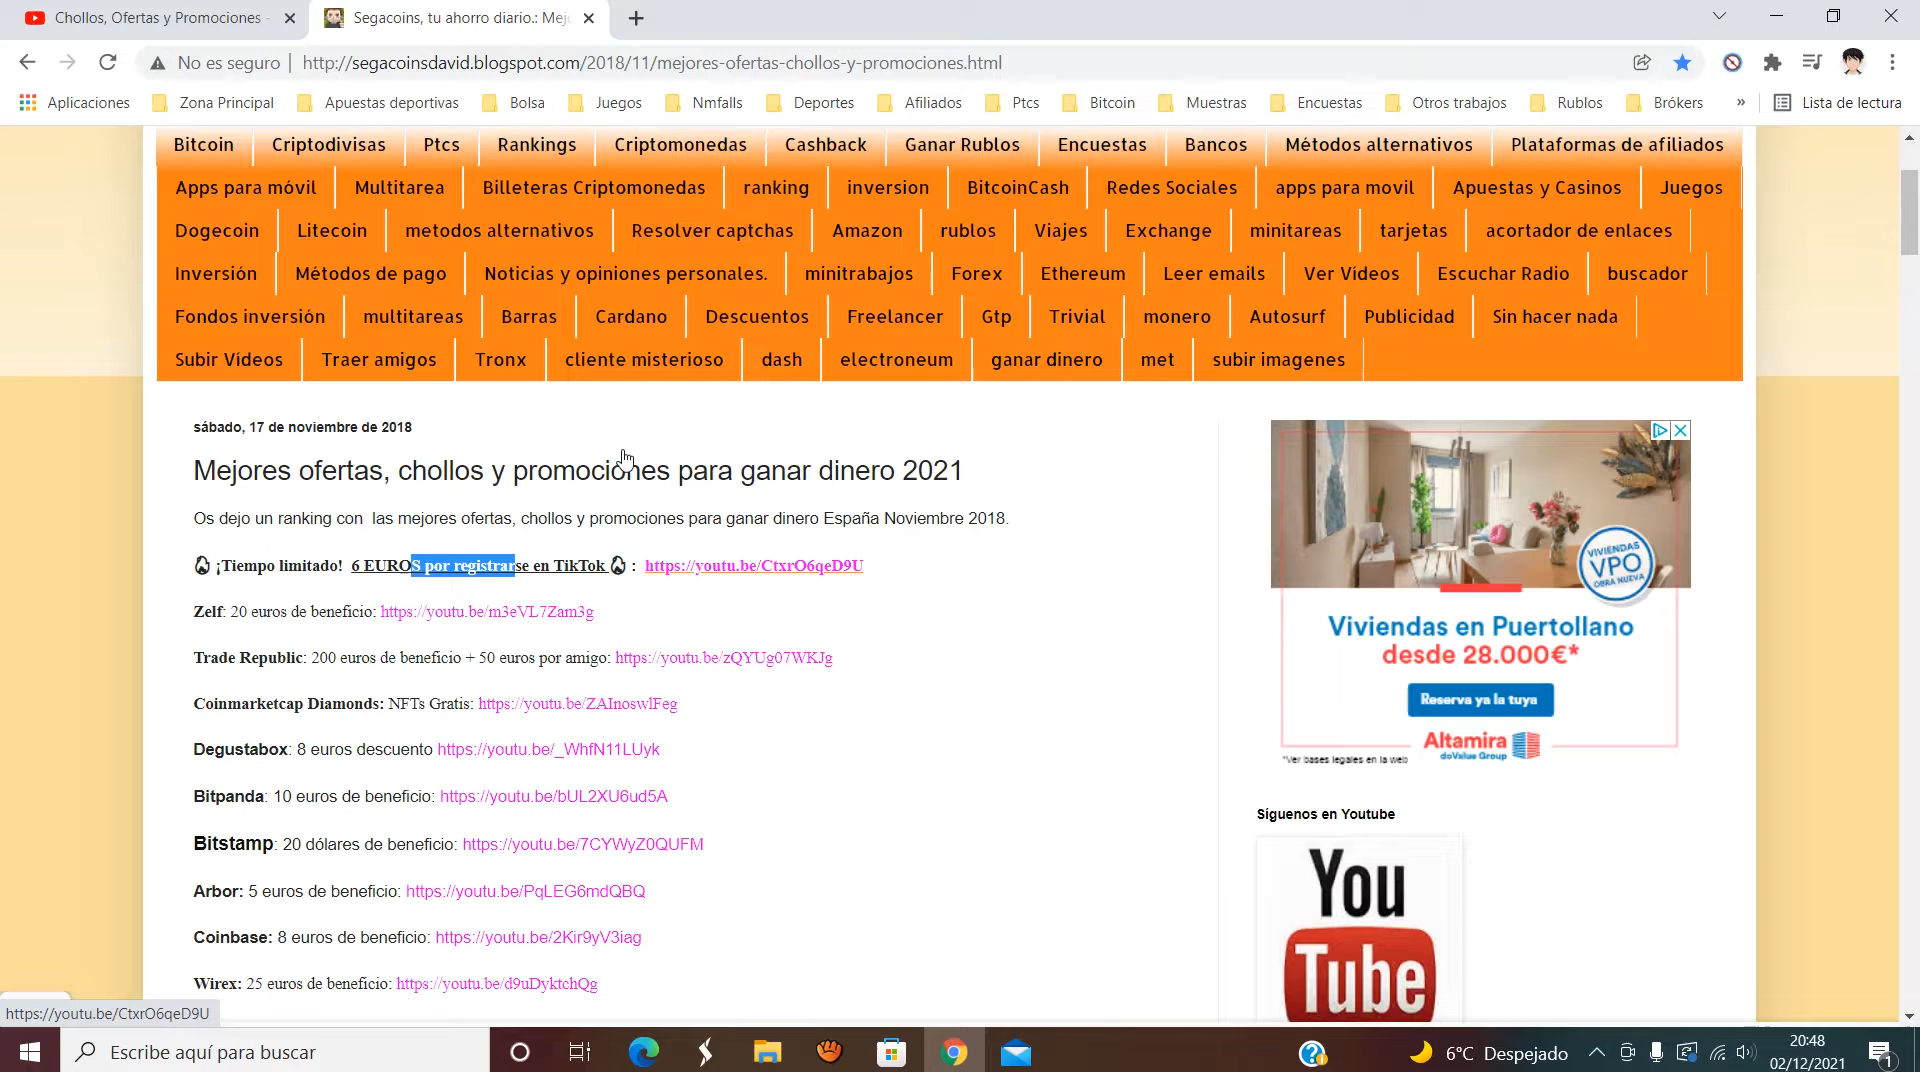 Chollos, Ofertas y Promociones -
Segacoins, tu ahorro diario.: Mej
No es seguro | http://segacoinsdavid.blogspot.com/2018/11/mejores-ofertas-chollos-y-promociones.html
Aplicaciones Zona Principal Apuestas deportivas Bolsa Juegos Nmfalls Deportes Afiliados Ptcs Bitcoin Muestras Encuestas Otros trabajos Rublos Brókers » Lista de lectura
Bitcoin Criptodivisas Ptcs Rankings Criptomonedas Cashback Ganar Rublos Encuestas Bancos Métodos alternativos Plataformas de afiliados
Apps para móvil Multitarea Billeteras Criptomonedas ranking inversion BitcoinCash Redes Sociales apps para movil Apuestas y Casinos Juegos
Dogecoin Litecoin metodos alternativos Resolver captchas Amazon rublos Viajes Exchange minitareas tarjetas acortador de enlaces
Inversión Métodos de pago Noticias y opiniones personales. minitrabajos Forex Ethereum Leer emails Ver Vídeos Escuchar Radio buscador
Fondos inversión multitareas Barras Cardano Descuentos Freelancer Gtp Trivial monero Autosurf Publicidad Sin hacer nada
Subir Vídeos Traer amigos Tronx cliente misterioso dash electroneum ganar dinero met subir imagenes
sábado, 17 de noviembre de 2018
Mejores ofertas, chollos y promociones para ganar dinero 2021
Os dejo un ranking con las mejores ofertas, chollos y promociones para ganar dinero España Noviembre 2018.
¡Tiempo limitado! 6 EUROS por registrarse en TikTok : https://youtu.be/CtxrO6qeD9U
Zelf: 20 euros de beneficio: https://youtu.be/m3eVL7Zam3g
Trade Republic: 200 euros de beneficio + 50 euros por amigo: https://youtu.be/zQYUg07WKJg
Coinmarketcap Diamonds: NFTs Gratis: https://youtu.be/ZAInoswlFeg
Degustabox: 8 euros descuento https://youtu.be/_WhfN11LUyk
Bitpanda: 10 euros de beneficio: https://youtu.be/bUL2XU6ud5A
Bitstamp: 20 dólares de beneficio: https://youtu.be/7CYWyZ0QUFM
Arbor: 5 euros de beneficio: https://youtu.be/PqLEG6mdQBQ
Coinbase: 8 euros de beneficio: https://youtu.be/2Kir9yV3iag
Wirex: 25 euros de beneficio: https://youtu.be/d9uDyktchQg
VIVIENDAS
VPO
OBRA NUEVA
Viviendas en Puertollano
desde 28.000€*
Reserva ya la tuya
Altamira
doValue Group
*Ver bases legales en la web
Síguenos en Youtube
You
Tube
https://youtu.be/CtxrO6qeD9U
Escribe aquí para buscar
6°C Despejado
20:48
02/12/2021
1